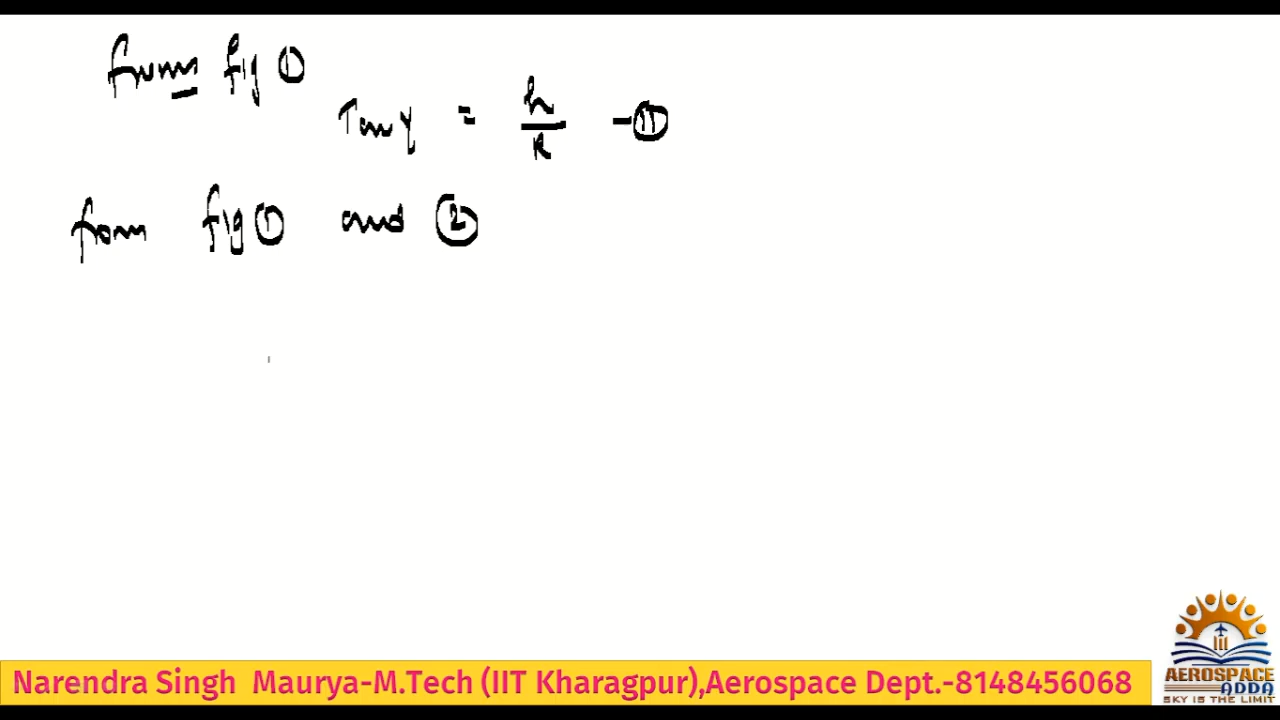 from fig ①
Tan γ = h/R - ⑪
from fig ① and ②
Narendra Singh Maurya-M.Tech (IIT Kharagpur),Aerospace Dept.-8148456068
AEROSPACE
ADDA
SKY IS THE LIMIT